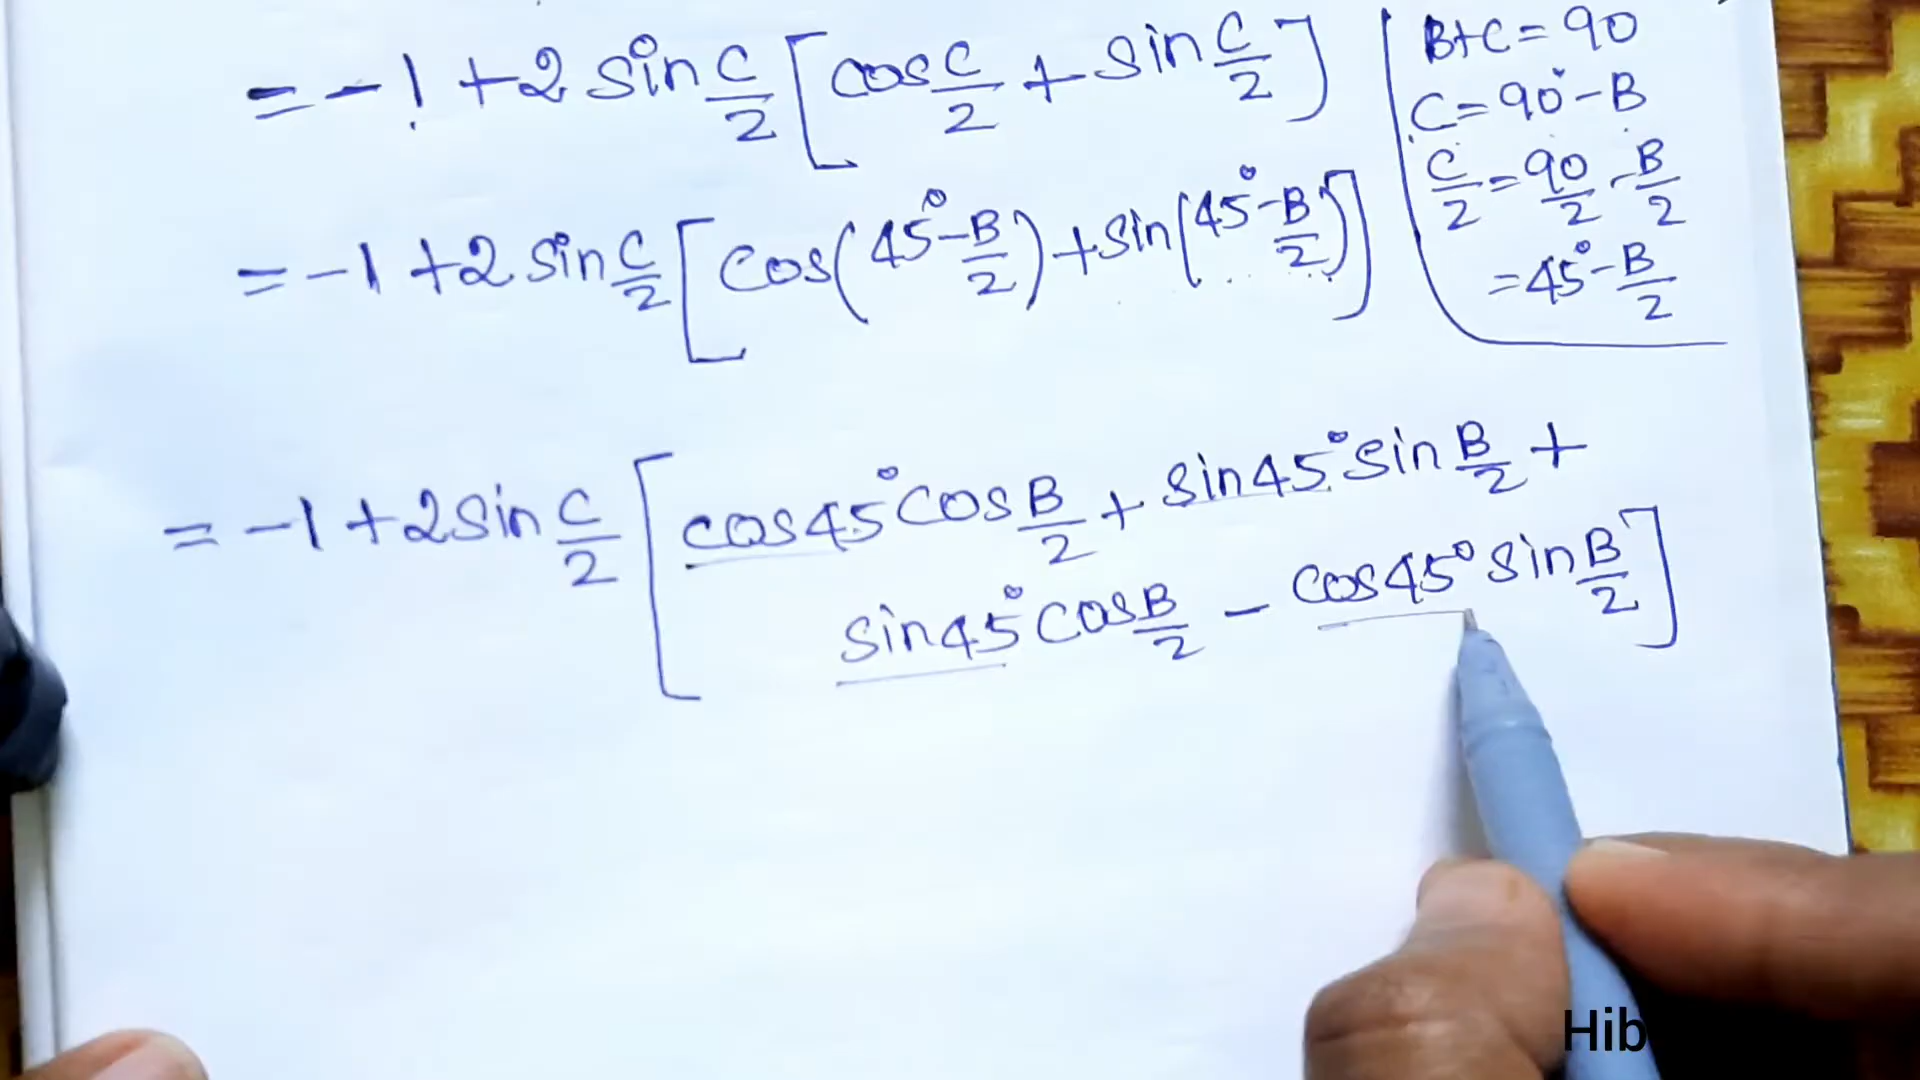 = -1 + 2 sin C/2 [cos C/2 + sin C/2]
= -1 + 2 sin C/2 [cos(45° - B/2) + sin(45° - B/2)]
= -1 + 2 sin C/2 [cos45° cos B/2 + sin45° sin B/2 +
sin45° cos B/2 - cos45° sin B/2]
B+C = 90
C = 90° - B
C/2 = 90/2 - B/2
= 45° - B/2
Hib